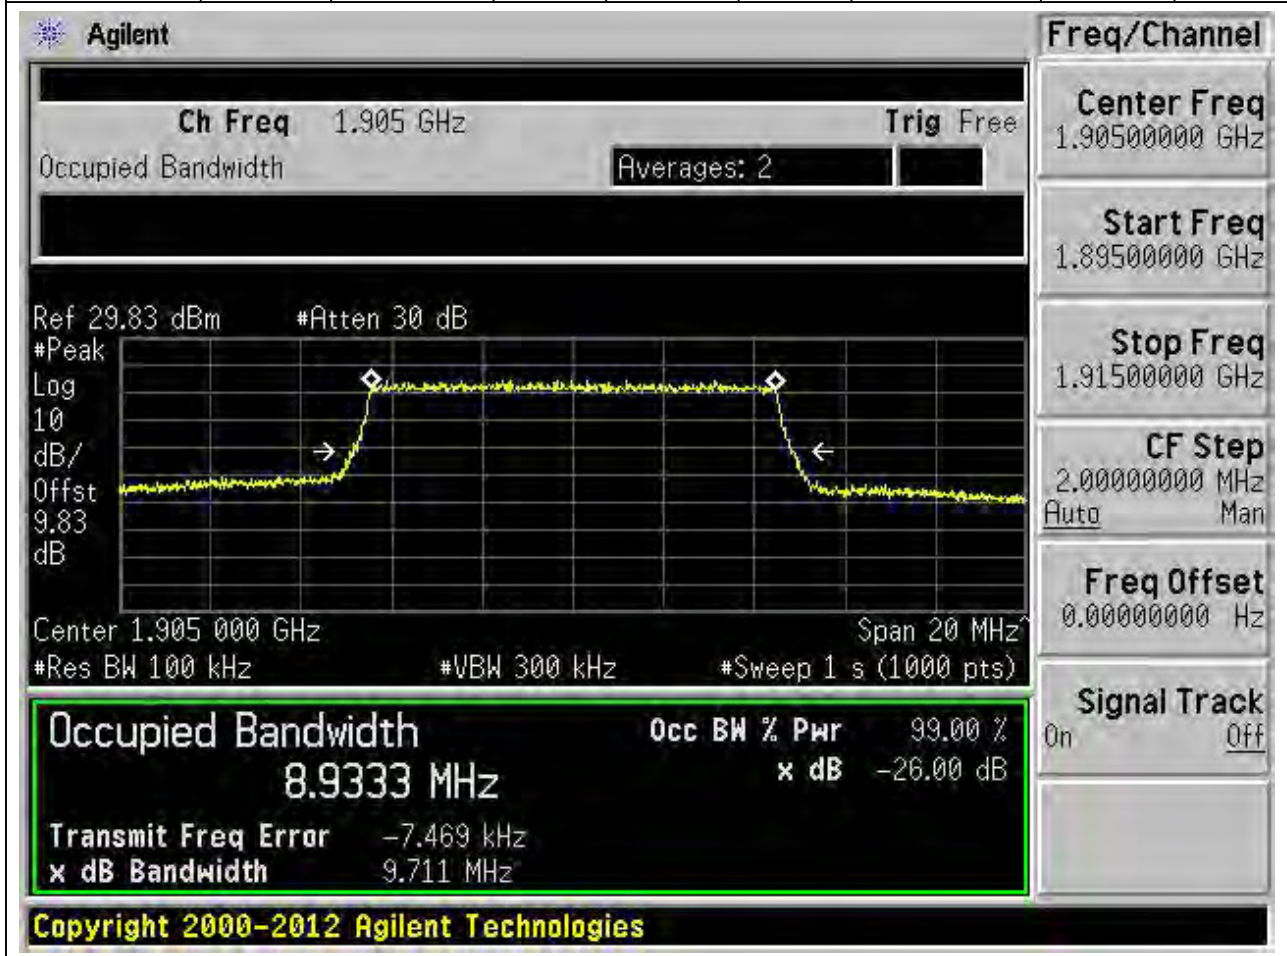 Agilent
Freq/Channel
Ch Freq 1.905 GHz Trig Free
Occupied Bandwidth Averages: 2
Center Freq
1.90500000 GHz
Start Freq
1.89500000 GHz
Stop Freq
1.91500000 GHz
CF Step
2.00000000 MHz
Auto Man
Freq Offset
0.00000000 Hz
Signal Track
On Off
Ref 29.83 dBm #Atten 30 dB
#Peak
Log
10
dB/
Offst
9.83
dB
Center 1.905 000 GHz Span 20 MHz^
#Res BW 100 kHz #VBW 300 kHz #Sweep 1 s (1000 pts)
Occupied Bandwidth Occ BW % Pwr 99.00 %
8.9333 MHz x dB -26.00 dB
Transmit Freq Error -7.469 kHz
x dB Bandwidth 9.711 MHz
Copyright 2000-2012 Agilent Technologies